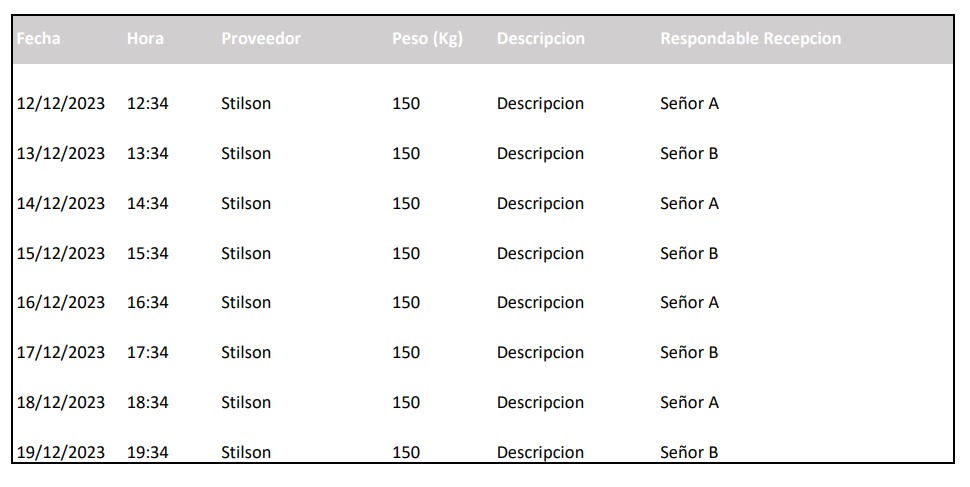 Fecha Hora Proveedor Peso (Kg) Descripcion Respondable Recepcion
12/12/2023 12:34 Stilson 150 Descripcion Señor A
13/12/2023 13:34 Stilson 150 Descripcion Señor B
14/12/2023 14:34 Stilson 150 Descripcion Señor A
15/12/2023 15:34 Stilson 150 Descripcion Señor B
16/12/2023 16:34 Stilson 150 Descripcion Señor A
17/12/2023 17:34 Stilson 150 Descripcion Señor B
18/12/2023 18:34 Stilson 150 Descripcion Señor A
19/12/2023 19:34 Stilson 150 Descripcion Señor B